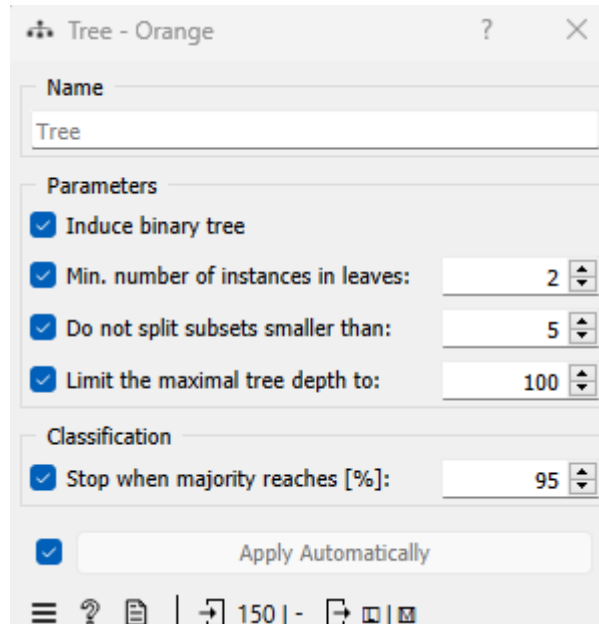 Tree - Orange ?
Name
Tree
Parameters
Induce binary tree
Min. number of instances in leaves: 2
Do not split subsets smaller than: 5
Limit the maximal tree depth to: 100
Classification
Stop when majority reaches [%]: 95
Apply Automatically
? 150 | - |